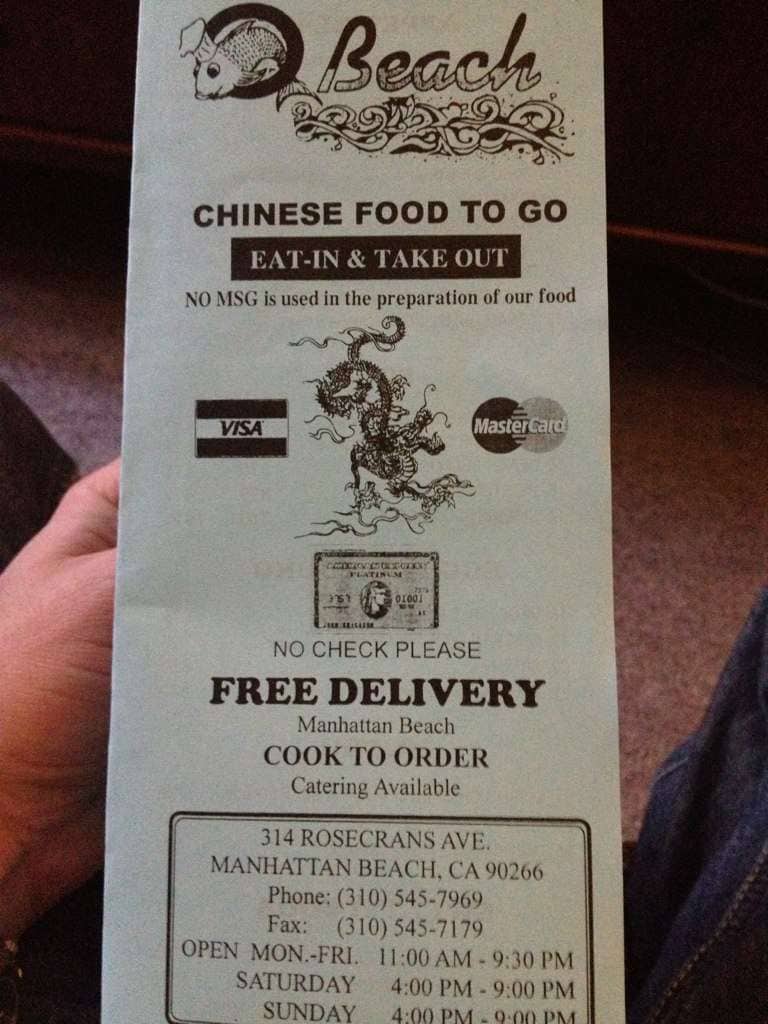 Beach
CHINESE FOOD TO GO
EAT-IN & TAKE OUT
NO MSG is used in the preparation of our food
VISA
MasterCard
AMERICAN EXPRESS
PLATINUM
NO CHECK PLEASE
FREE DELIVERY
Manhattan Beach
COOK TO ORDER
Catering Available
314 ROSECRANS AVE.
MANHATTAN BEACH, CA 90266
Phone: (310) 545-7969
Fax: (310) 545-7179
OPEN MON.-FRI. 11:00 AM - 9:30 PM
SATURDAY 4:00 PM - 9:00 PM
SUNDAY 4:00 PM - 9:00 PM